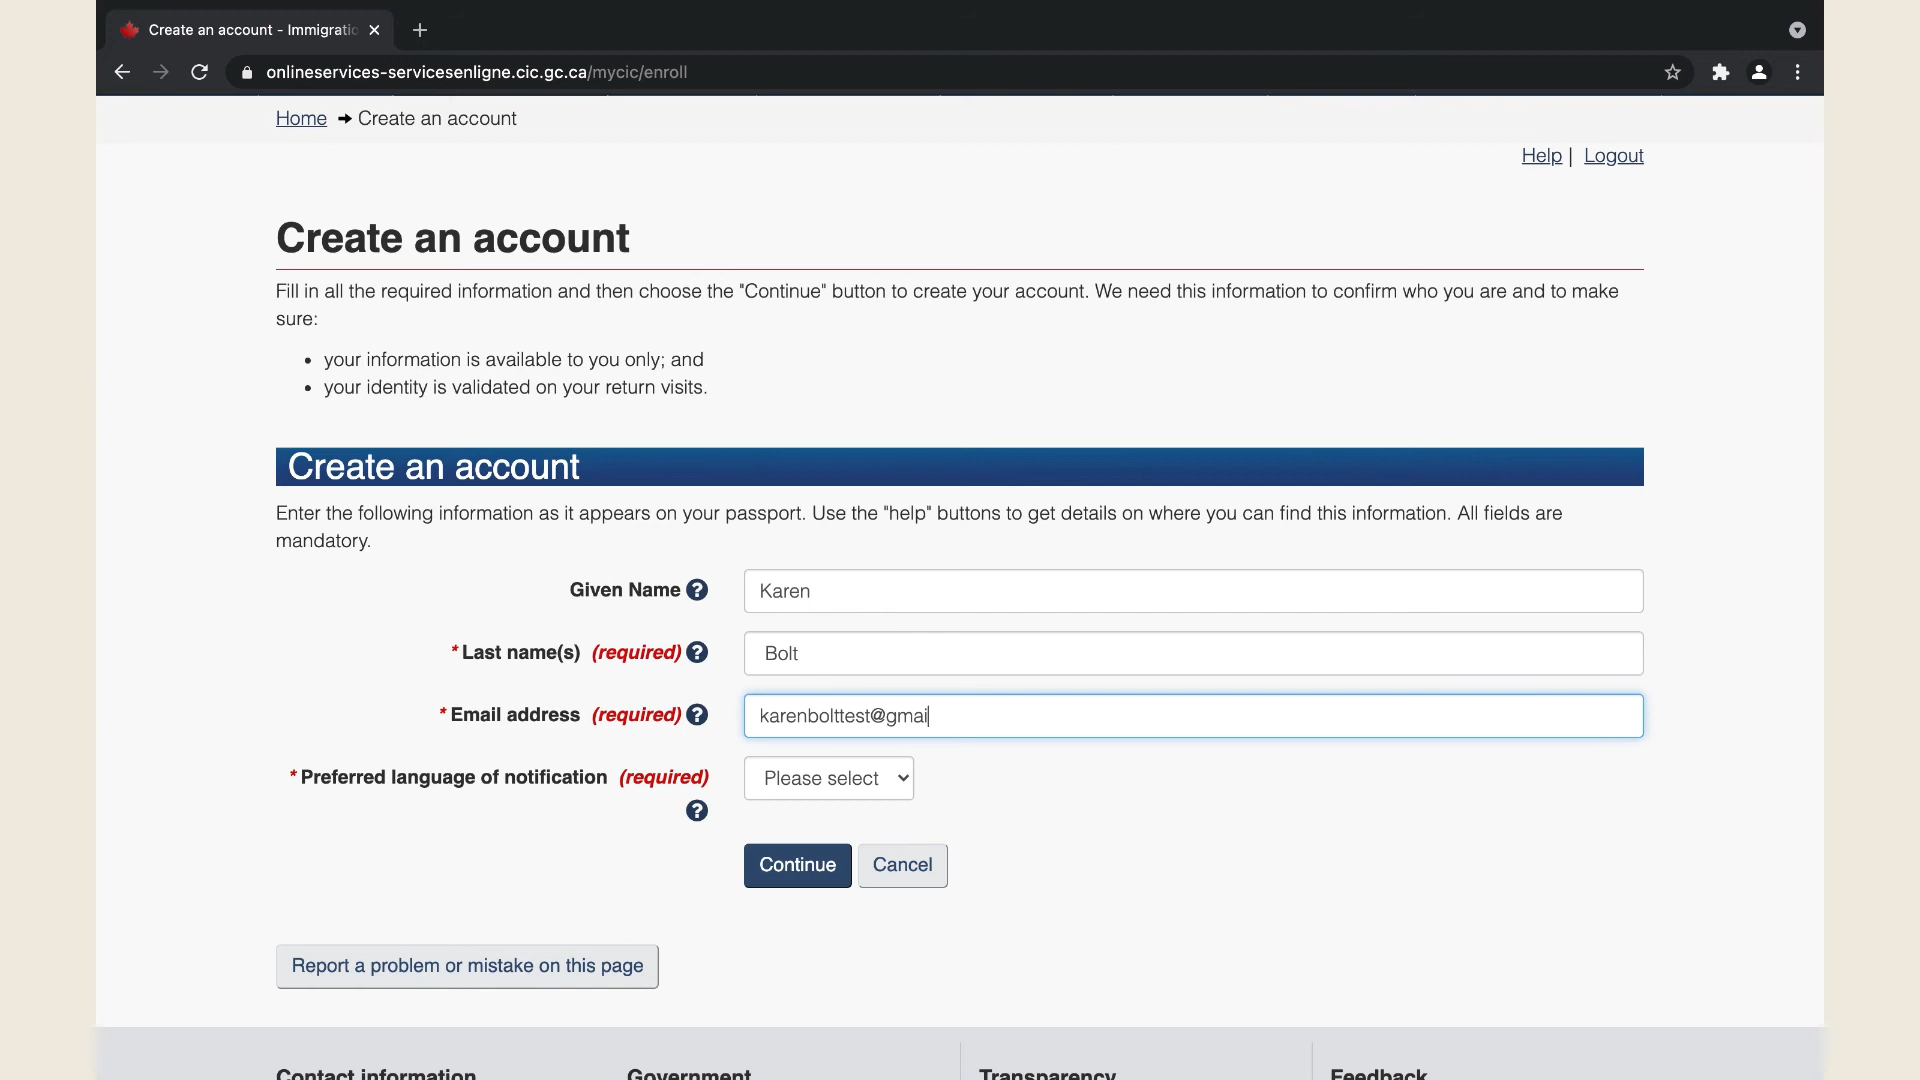 Create an account - Immigratio
onlineservices-servicesenligne.cic.gc.ca/mycic/enroll
Home → Create an account
Help | Logout
Create an account
Fill in all the required information and then choose the "Continue" button to create your account. We need this information to confirm who you are and to make
sure:
• your information is available to you only; and
• your identity is validated on your return visits.
Create an account
Enter the following information as it appears on your passport. Use the "help" buttons to get details on where you can find this information. All fields are
mandatory.
Given Name ? Karen
* Last name(s) (required) ? Bolt
* Email address (required) ? karenbolttest@gmai
* Preferred language of notification (required) Please select
?
Continue Cancel
Report a problem or mistake on this page
Contact information Government Transparency Feedback